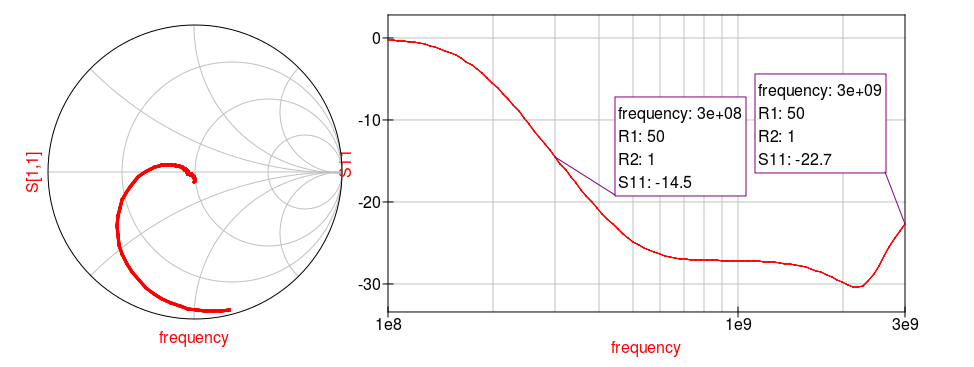 S[1,1]
frequency
S11
0
-10
-20
-30
frequency: 3e+08
R1: 50
R2: 1
S11: -14.5
frequency: 3e+09
R1: 50
R2: 1
S11: -22.7
1e8
1e9
3e9
frequency